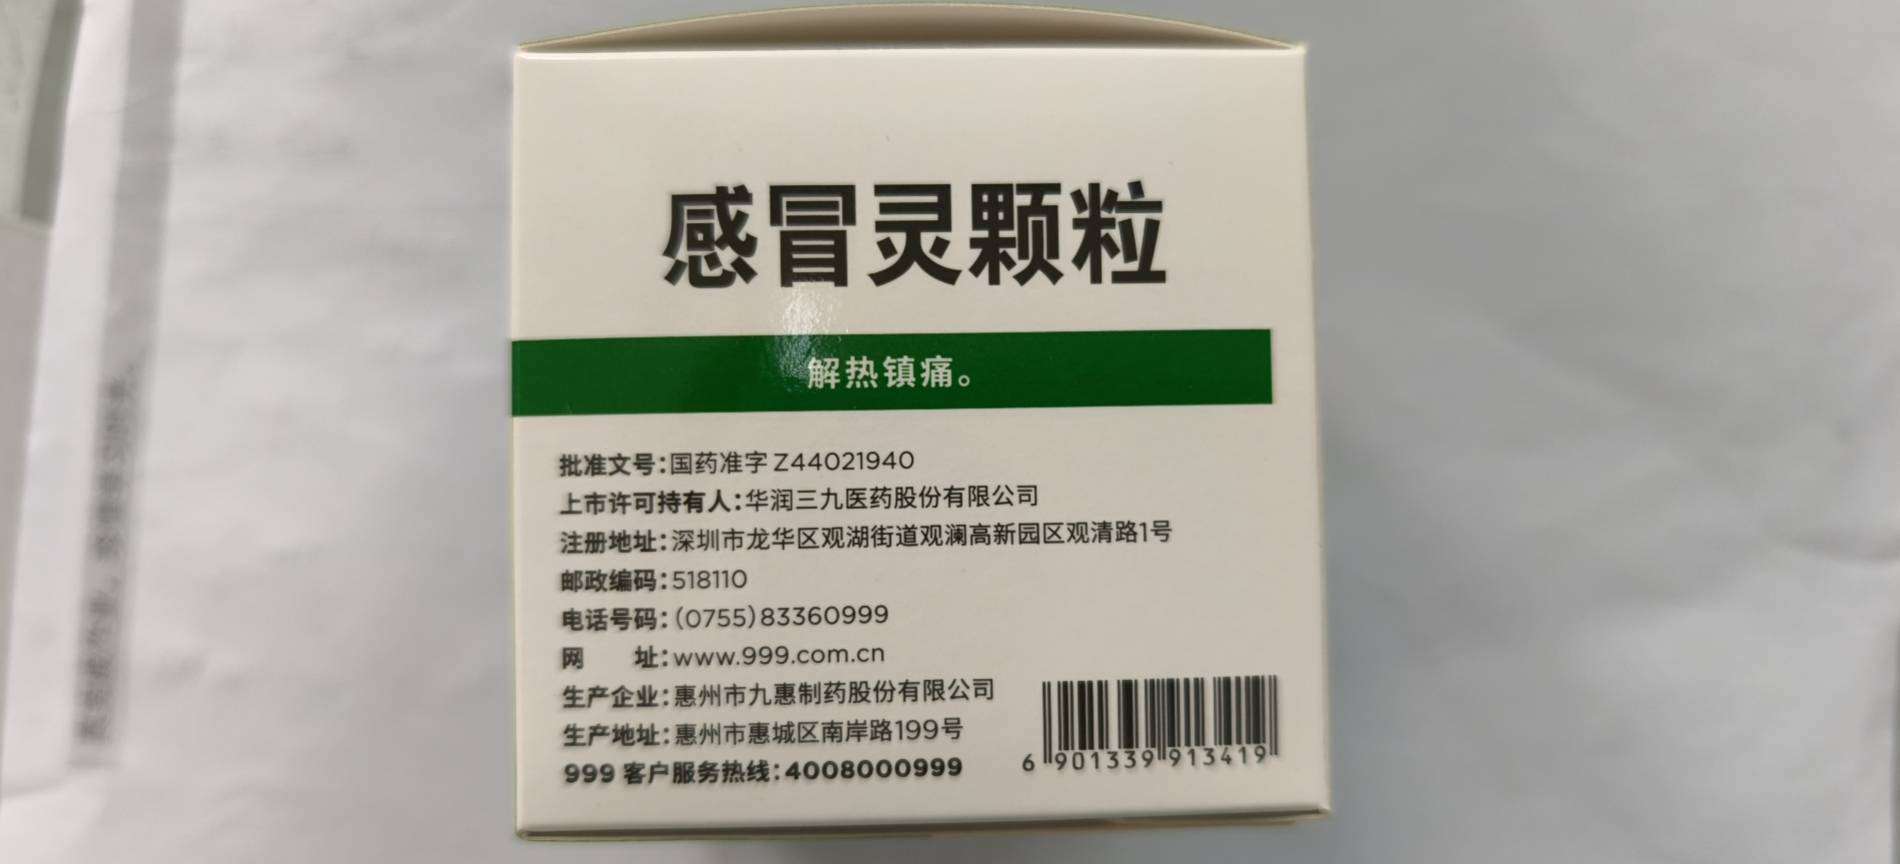 感冒灵颗粒
解热镇痛。
批准文号：国药准字 Z44021940
上市许可持有人：华润三九医药股份有限公司
注册地址：深圳市龙华区观湖街道观澜高新园区观清路1号
邮政编码：518110
电话号码：(0755)83360999
网　　址：www.999.com.cn
生产企业：惠州市九惠制药股份有限公司
生产地址：惠州市惠城区南岸路199号
999 客户服务热线：4008000999
6 901339 913419